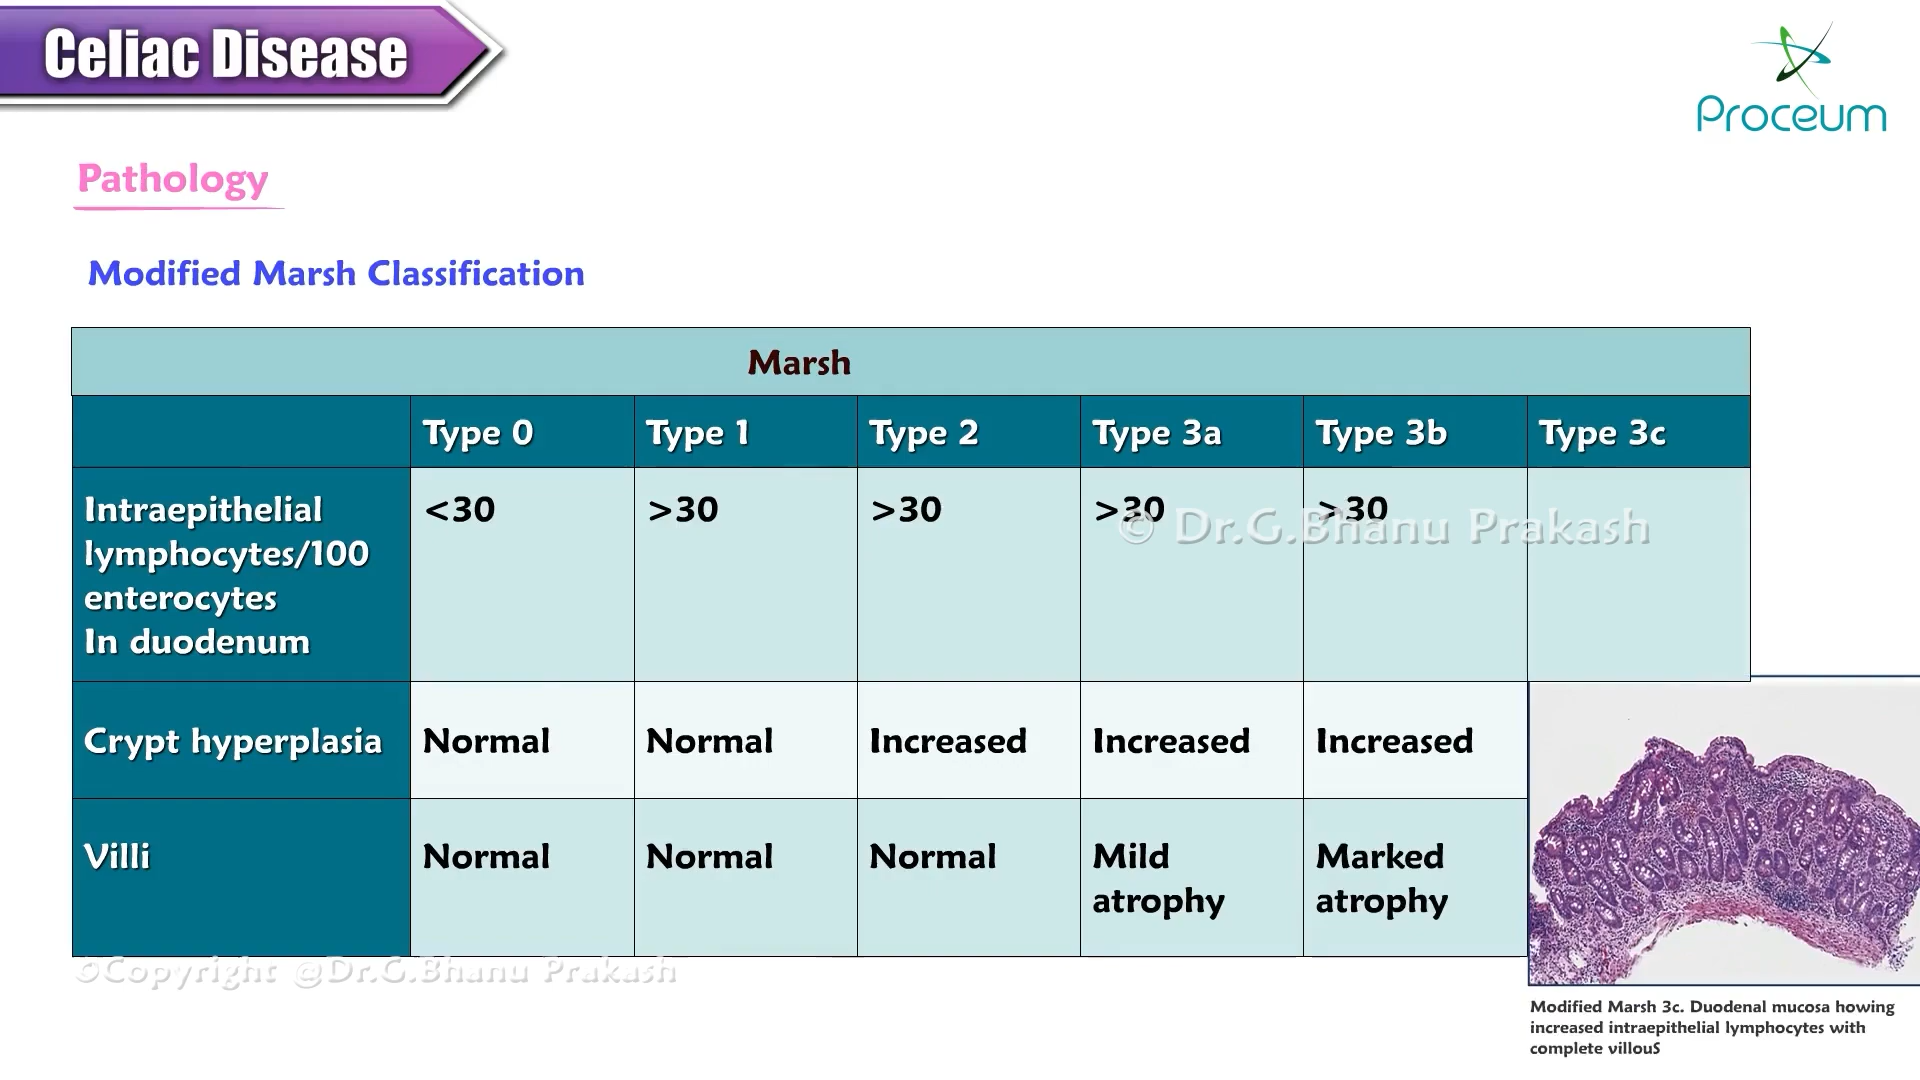 Celiac Disease
Proceum
Pathology
Modified Marsh Classification
Marsh
Type 0 Type 1 Type 2 Type 3a Type 3b Type 3c
Intraepithelial
lymphocytes/100
enterocytes
In duodenum
<30 >30 >30 >30 >30
© Dr.G.Bhanu Prakash
Crypt hyperplasia Normal Normal Increased Increased Increased
Villi Normal Normal Normal Mild
atrophy
Marked
atrophy
©Copyright @Dr.G.Bhanu Prakash
Modified Marsh 3c. Duodenal mucosa howing
increased intraepithelial lymphocytes with
complete villouS